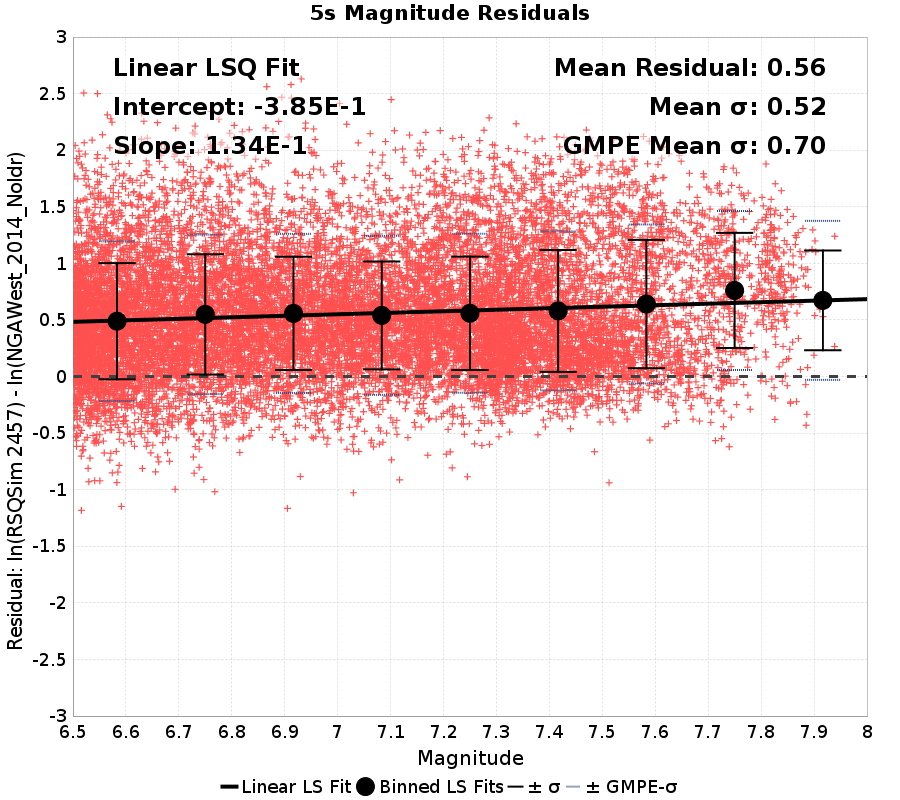 5s Magnitude Residuals
Linear LSQ Fit
Mean Residual: 0.56
Intercept: -3.85E-1
Mean σ: 0.52
Slope: 1.34E-1
GMPE Mean σ: 0.70
Residual: ln(RSQSim 2457) - ln(NGAWest_2014_NoIdr)
3
2.5
2
1.5
1
0.5
0
-0.5
-1
-1.5
-2
-2.5
-3
6.5 6.6 6.7 6.8 6.9 7 7.1 7.2 7.3 7.4 7.5 7.6 7.7 7.8 7.9 8
Magnitude
Linear LS Fit Binned LS Fits ± σ ± GMPE-σ